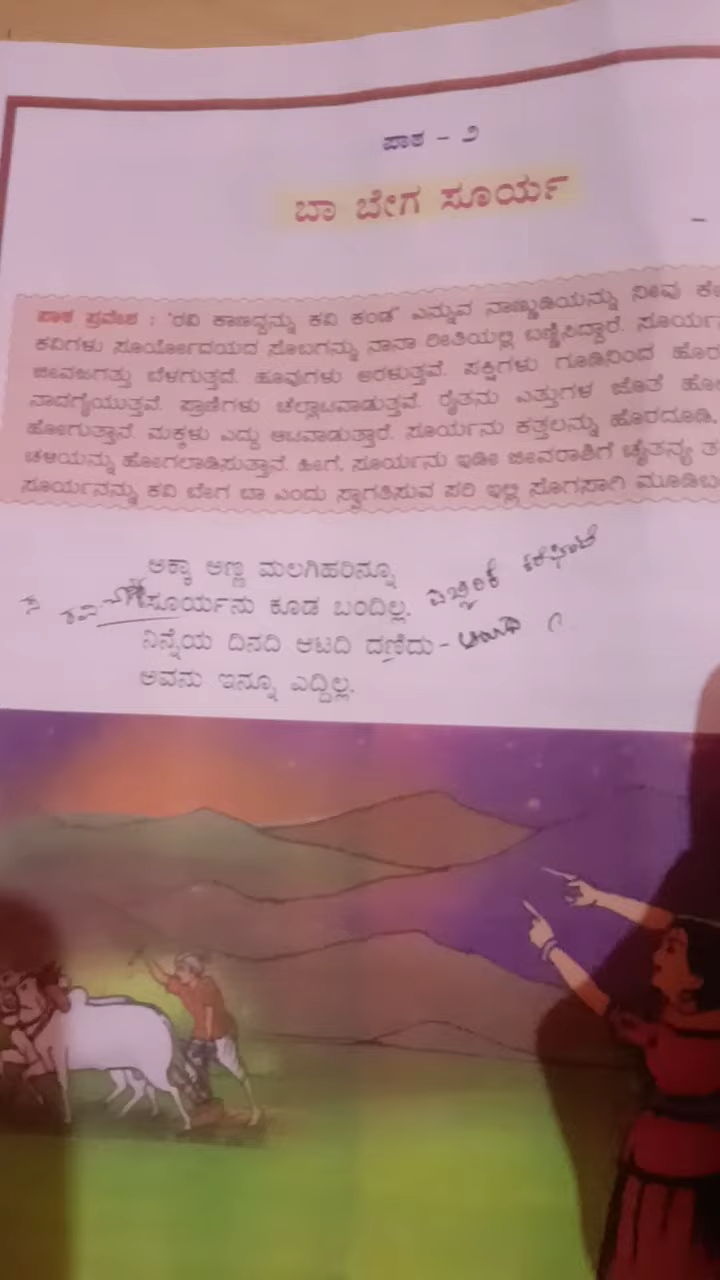 ಪಾಠ - ೨
ಬಾ ಬೇಗ ಸೂರ್ಯ
-
ಪಾಠ ಪ್ರವೇಶ : 'ರವಿ ಕಾಣದ್ದನ್ನು ಕವಿ ಕಂಡ' ಎನ್ನುವ ನಾಣ್ಣುಡಿಯನ್ನು ನೀವು
ಕವಿಗಳು ಸೂರ್ಯೋದಯದ ಸೊಬಗನ್ನು ನಾನಾ ರೀತಿಯಲ್ಲಿ ಬಣ್ಣಿಸಿದ್ದಾರೆ. ಸೂರ್ಯ
ಜೀವಜಗತ್ತು ಬೆಳಗುತ್ತದೆ. ಹೂವುಗಳು ಅರಳುತ್ತವೆ. ಪಕ್ಷಿಗಳು ಗೂಡಿನಿಂದ ಹೊರ
ನಾದಗೈಯುತ್ತವೆ. ಪ್ರಾಣಿಗಳು ಚೆಲ್ಲಾಟವಾಡುತ್ತವೆ. ರೈತನು ಎತ್ತುಗಳ ಜೊತೆ ಹೊ
ಹೋಗುತ್ತಾನೆ. ಮಕ್ಕಳು ಎದ್ದು ಆಟವಾಡುತ್ತಾರೆ. ಸೂರ್ಯನು ಕತ್ತಲನ್ನು ಹೊರದೂಡಿ,
ಚಳಿಯನ್ನು ಹೋಗಲಾಡಿಸುತ್ತಾನೆ. ಹೀಗೆ, ಸೂರ್ಯನು ಇಡೀ ಜೀವರಾಶಿಗೆ ಚೈತನ್ಯ ತ
ಸೂರ್ಯನನ್ನು ಕವಿ ಬೇಗ ಬಾ ಎಂದು ಸ್ವಾಗತಿಸುವ ಪರಿ ಇಲ್ಲಿ ಸೊಗಸಾಗಿ ಮೂಡಿಬ
ಅಕ್ಕಾ ಅಣ್ಣ ಮಲಗಿಹರಿನ್ನೂ
ಸೂರ್ಯನು ಕೂಡ ಬಂದಿಲ್ಲ.
ನಿನ್ನೆಯ ದಿನದಿ ಆಟದಿ ದಣಿದು -
ಅವನು ಇನ್ನೂ ಎದ್ದಿಲ್ಲ.